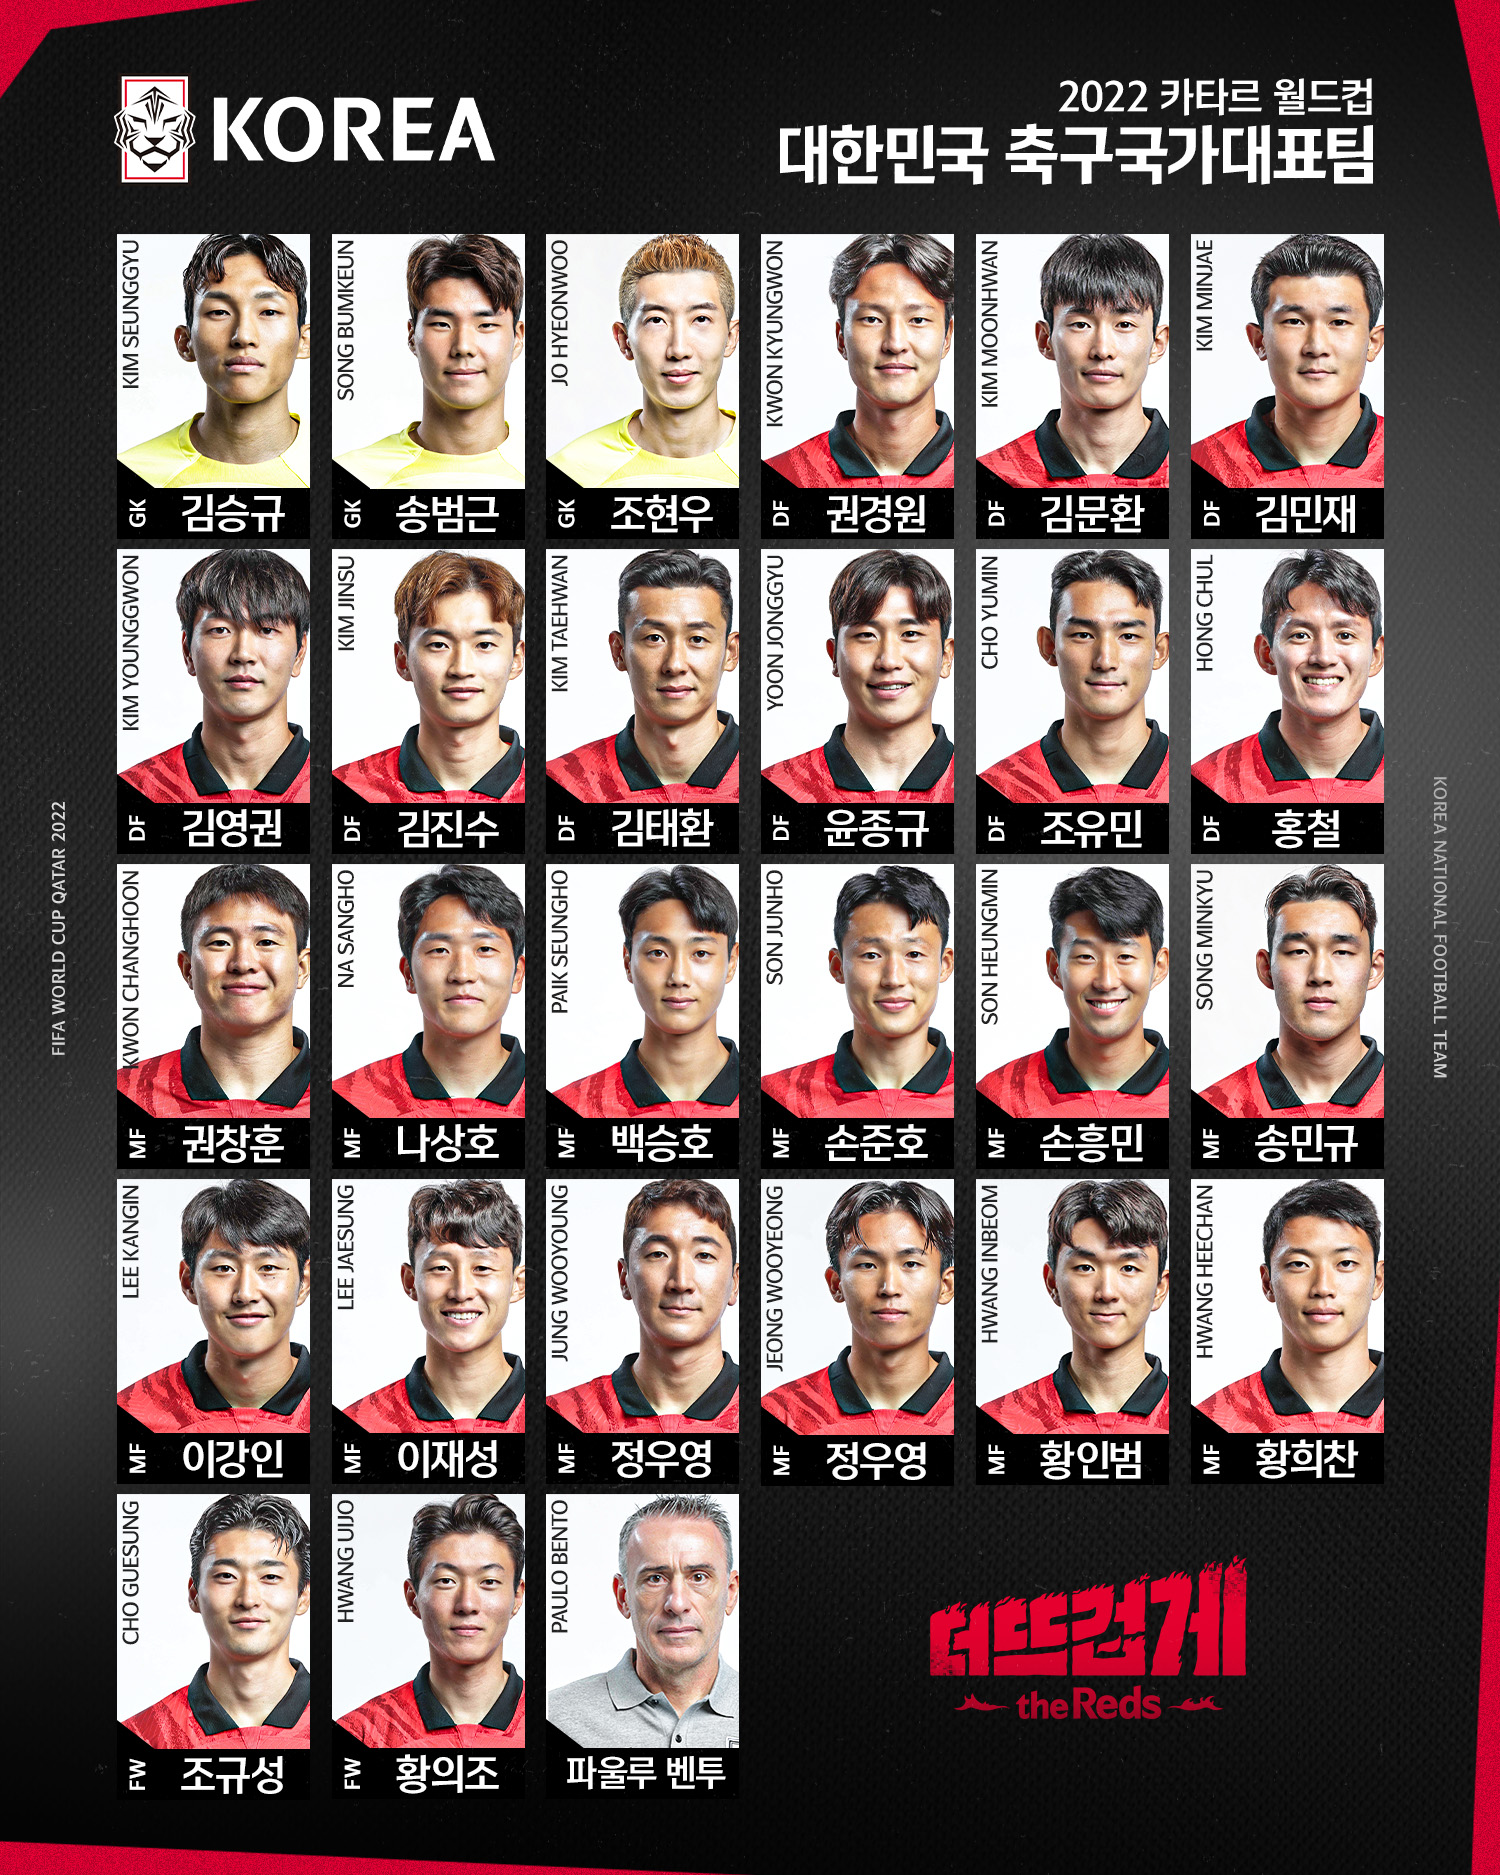 KOREA
2022 카타르 월드컵
대한민국 축구국가대표팀
KIM SEUNGGYU
GK 김승규
SONG BUMKEUN
GK 송범근
JO HYEONWOO
GK 조현우
KWON KYUNGWON
DF 권경원
KIM MOONHWAN
DF 김문환
KIM MINJAE
DF 김민재
KIM YOUNGGWON
DF 김영권
KIM JINSU
DF 김진수
KIM TAEHWAN
DF 김태환
YOON JONGGYU
DF 윤종규
CHO YUMIN
DF 조유민
HONG CHUL
DF 홍철
KWON CHANGHOON
MF 권창훈
NA SANGHO
MF 나상호
PAIK SEUNGHO
MF 백승호
SON JUNHO
MF 손준호
SON HEUNGMIN
MF 손흥민
SONG MINKYU
MF 송민규
LEE KANGIN
MF 이강인
LEE JAESUNG
MF 이재성
JUNG WOOYOUNG
MF 정우영
JEONG WOOYEONG
MF 정우영
HWANG INBEOM
MF 황인범
HWANG HEECHAN
MF 황희찬
CHO GUESUNG
FW 조규성
HWANG UIJO
FW 황의조
PAULO BENTO
파울루 벤투
더뜨겁게
the Reds
FIFA WORLD CUP QATAR 2022
KOREA NATIONAL FOOTBALL TEAM